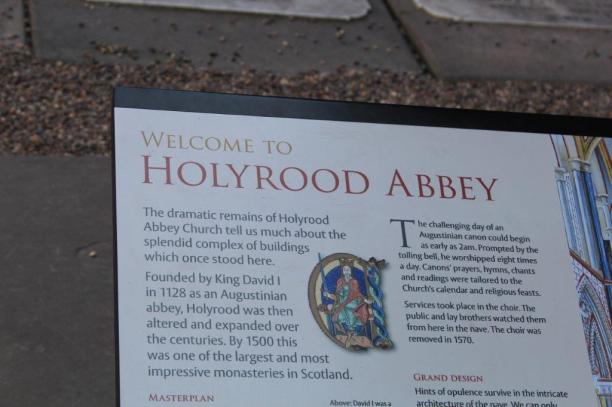 WELCOME TO
HOLYROOD ABBEY
The dramatic remains of Holyrood
Abbey Church tell us much about the
splendid complex of buildings
which once stood here.
Founded by King David I
in 1128 as an Augustinian
abbey, Holyrood was then
altered and expanded over
the centuries. By 1500 this
was one of the largest and most
impressive monasteries in Scotland.
MASTERPLAN
Above: David I was a
The challenging day of an
Augustinian canon could begin
as early as 2am. Prompted by the
tolling bell, he worshipped eight times
a day. Canons' prayers, hymns, chants
and readings were tailored to the
Church's calendar and religious feasts.
Services took place in the choir. The
public and lay brothers watched them
from here in the nave. The choir was
removed in 1570.
GRAND DESIGN
Hints of opulence survive in the intricate
architecture of the nave. We can only